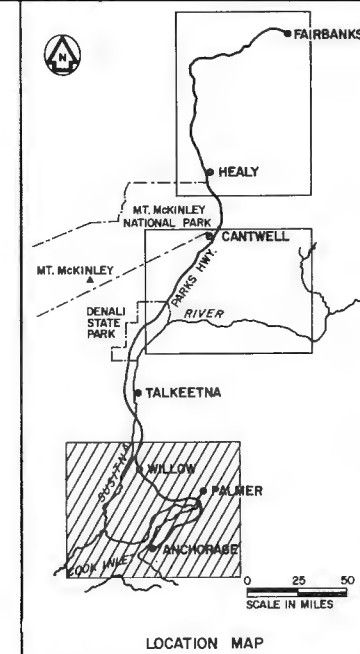 N
FAIRBANKS
HEALY
MT. McKINLEY
NATIONAL PARK
CANTWELL
MT. McKINLEY
PARKS HWY.
DENALI
STATE
PARK
RIVER
TALKEETNA
SUSITNA
WILLOW
PALMER
COOK INLET
ANCHORAGE
0 25 50
SCALE IN MILES
LOCATION MAP